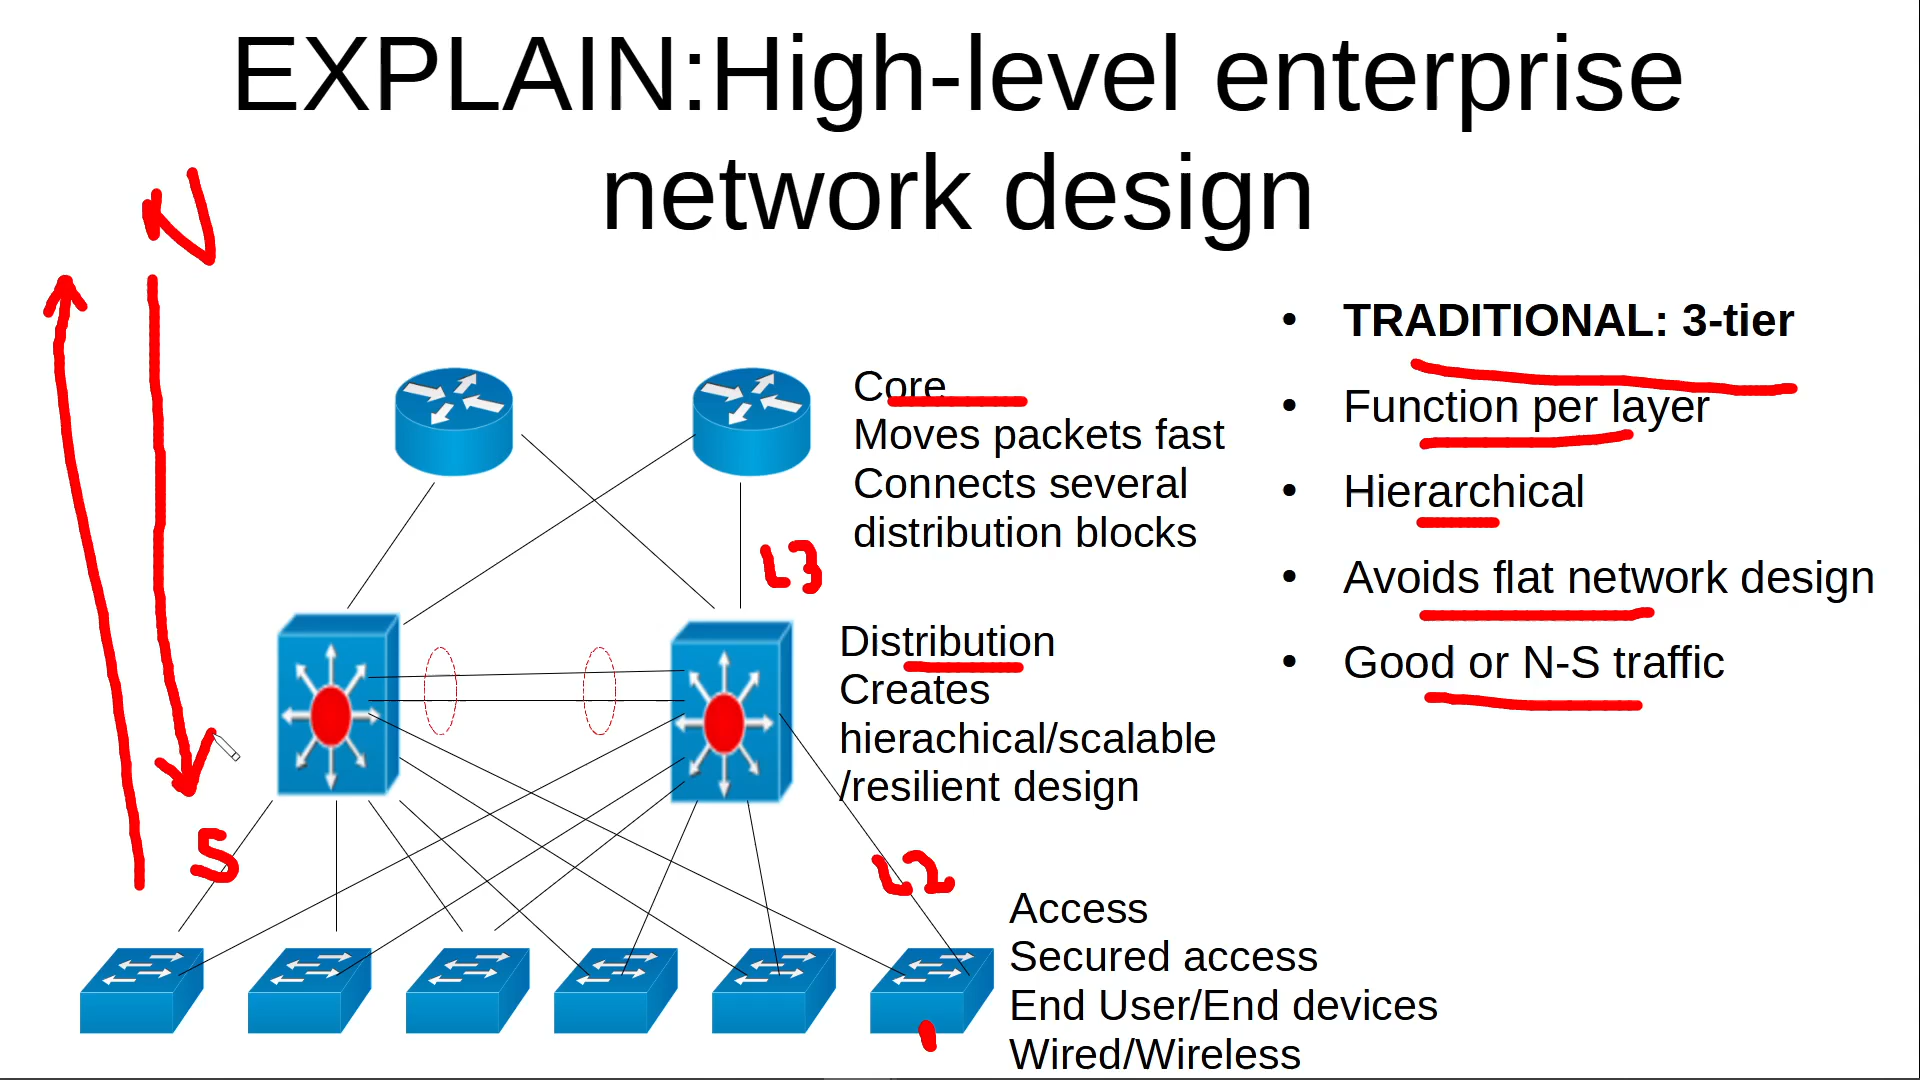 EXPLAIN:High-level enterprise
network design
N
S
Core
Moves packets fast
Connects several
distribution blocks
L3
Distribution
Creates
hierachical/scalable
/resilient design
L2
Access
Secured access
End User/End devices
Wired/Wireless
• TRADITIONAL: 3-tier
• Function per layer
• Hierarchical
• Avoids flat network design
• Good or N-S traffic